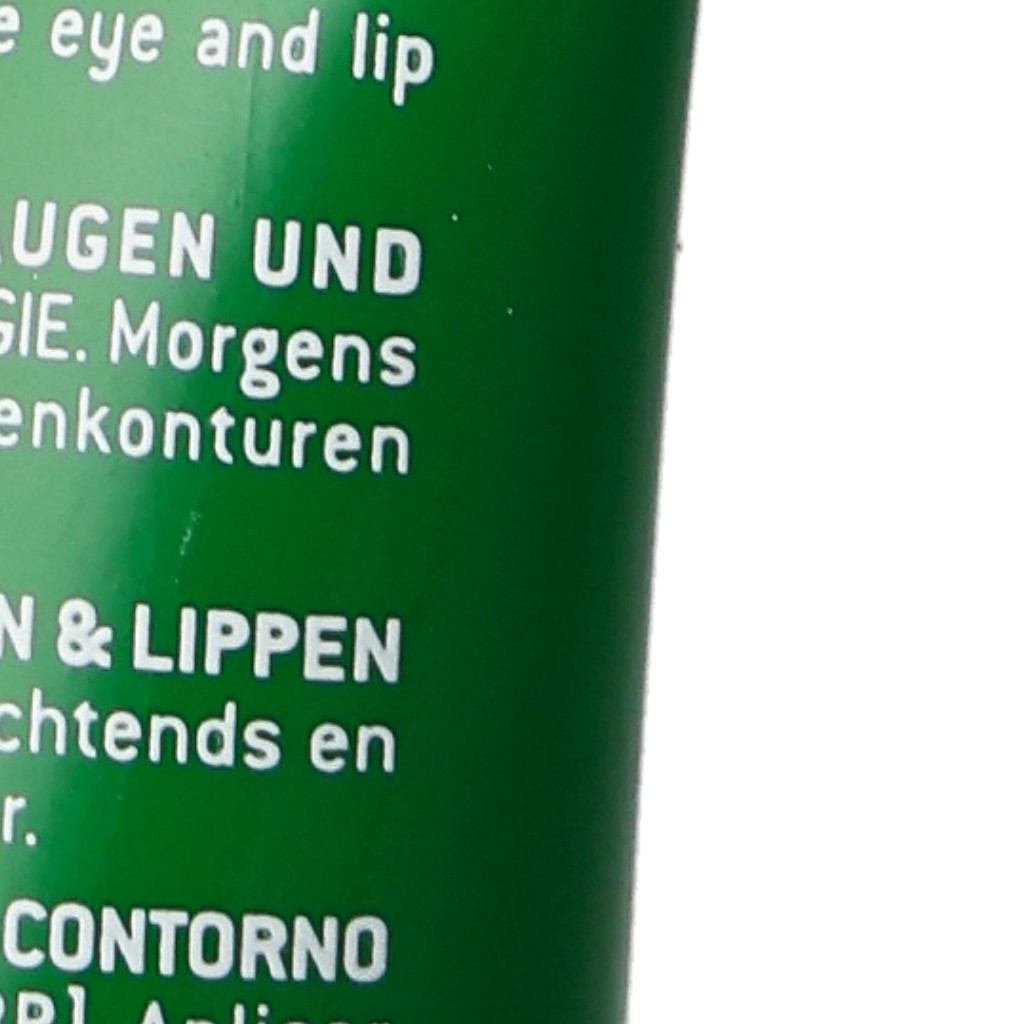 eye and lip
UGEN UND
GIE. Morgens
enkonturen
N & LIPPEN
chtends en
r.
CONTORNO